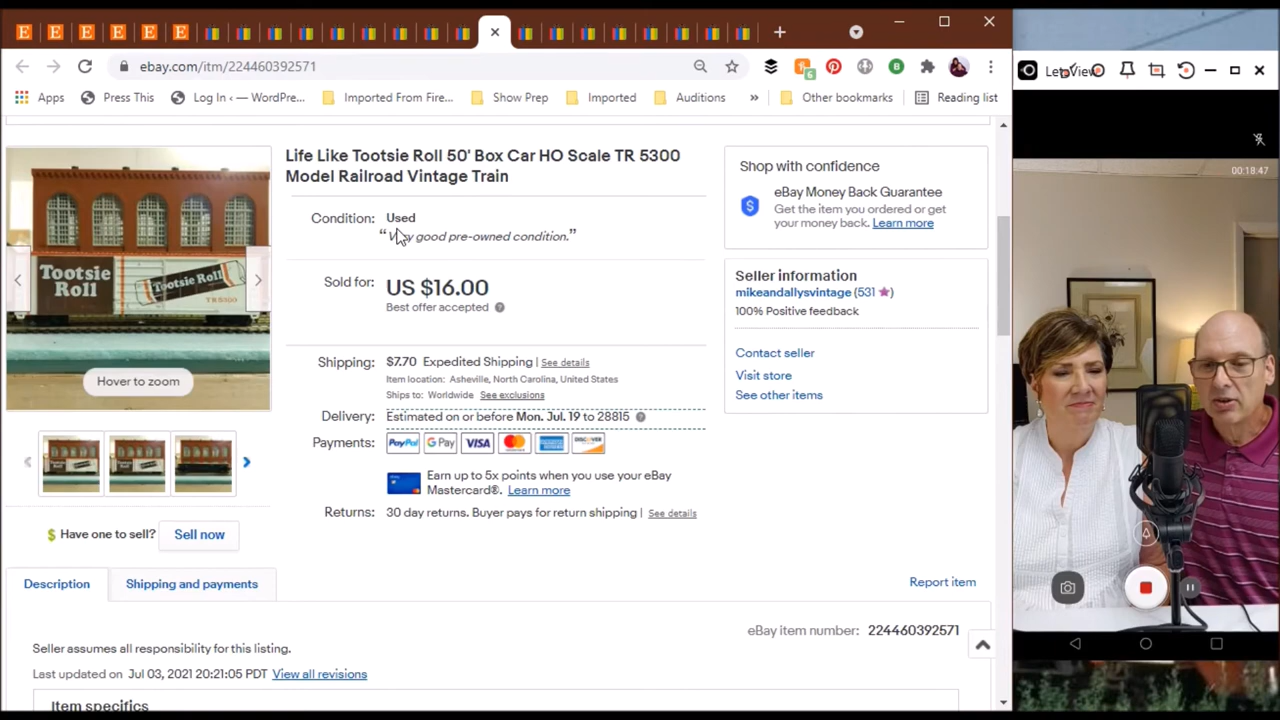 ebay.com/itm/224460392571
6
Apps
Press This
Log In ‹ — WordPre...
Imported From Fire...
Show Prep
Imported
Auditions
»
Other bookmarks
Reading list
Life Like Tootsie Roll 50' Box Car HO Scale TR 5300
Model Railroad Vintage Train
Condition: Used
"Very good pre-owned condition."
Sold for: US $16.00
Best offer accepted
Shipping: $7.70 Expedited Shipping | See details
Item location: Asheville, North Carolina, United States
Ships to: Worldwide See exclusions
Delivery: Estimated on or before Mon. Jul. 19 to 28815
Payments: PayPal G Pay VISA DISCOVER
Earn up to 5x points when you use your eBay
Mastercard®. Learn more
Returns: 30 day returns. Buyer pays for return shipping | See details
Tootsie
Roll
Tootsie Roll
TR 5300
Hover to zoom
$ Have one to sell? Sell now
Shop with confidence
eBay Money Back Guarantee
Get the item you ordered or get
your money back. Learn more
Seller information
mikeandallysvintage (531)
100% Positive feedback
Contact seller
Visit store
See other items
Description
Shipping and payments
Report item
eBay item number: 224460392571
Seller assumes all responsibility for this listing.
Last updated on Jul 03, 2021 20:21:05 PDT View all revisions
Item specifics
LetsView
00:18:47